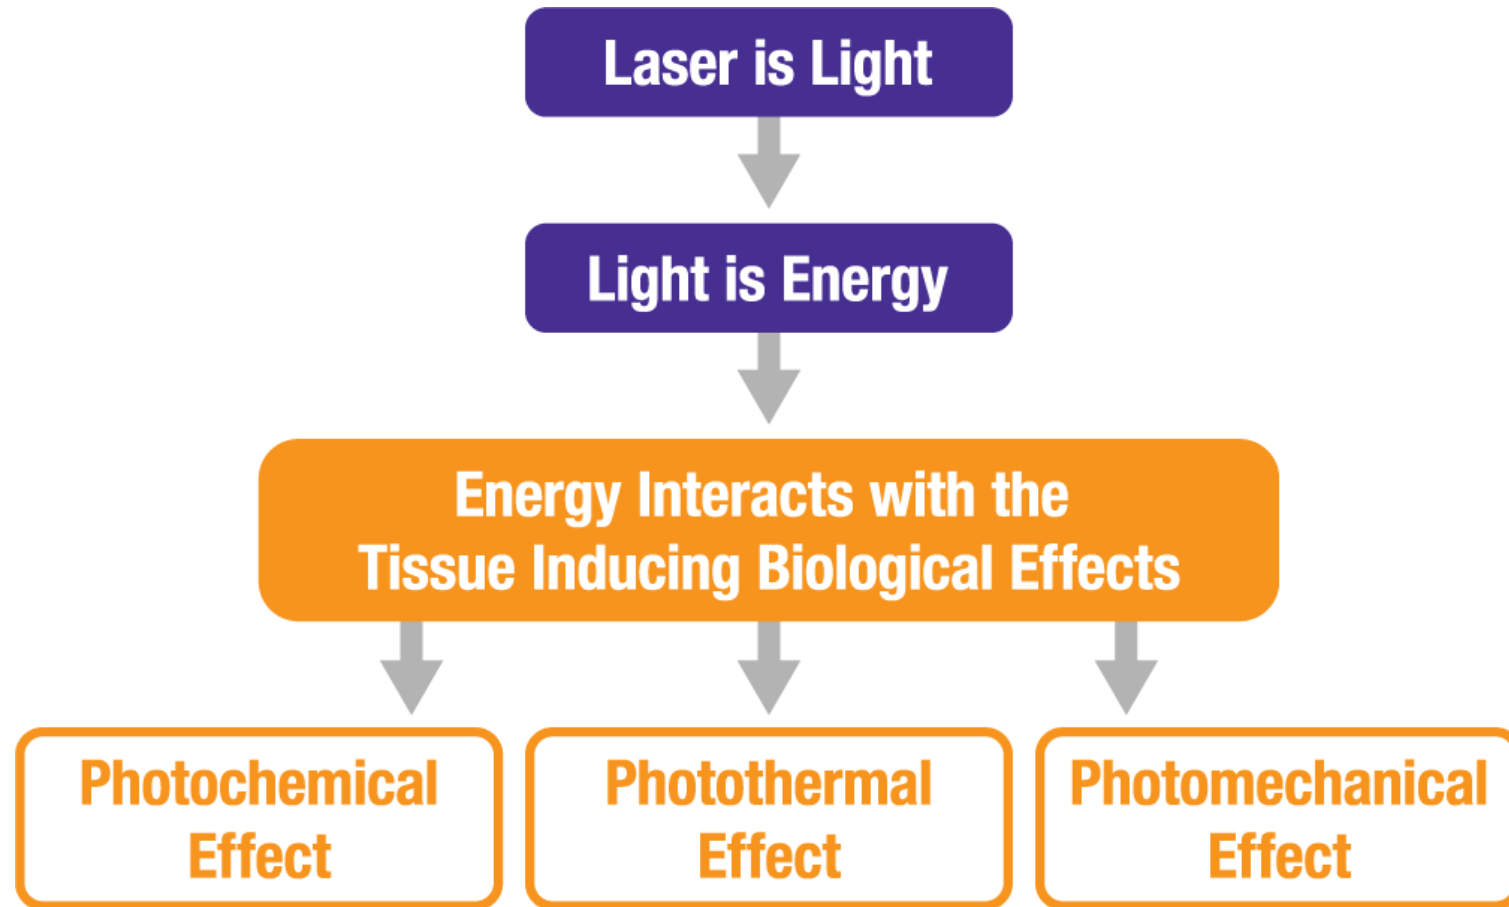 Laser is Light
Light is Energy
Energy Interacts with the
Tissue Inducing Biological Effects
Photochemical
Effect
Photothermal
Effect
Photomechanical
Effect